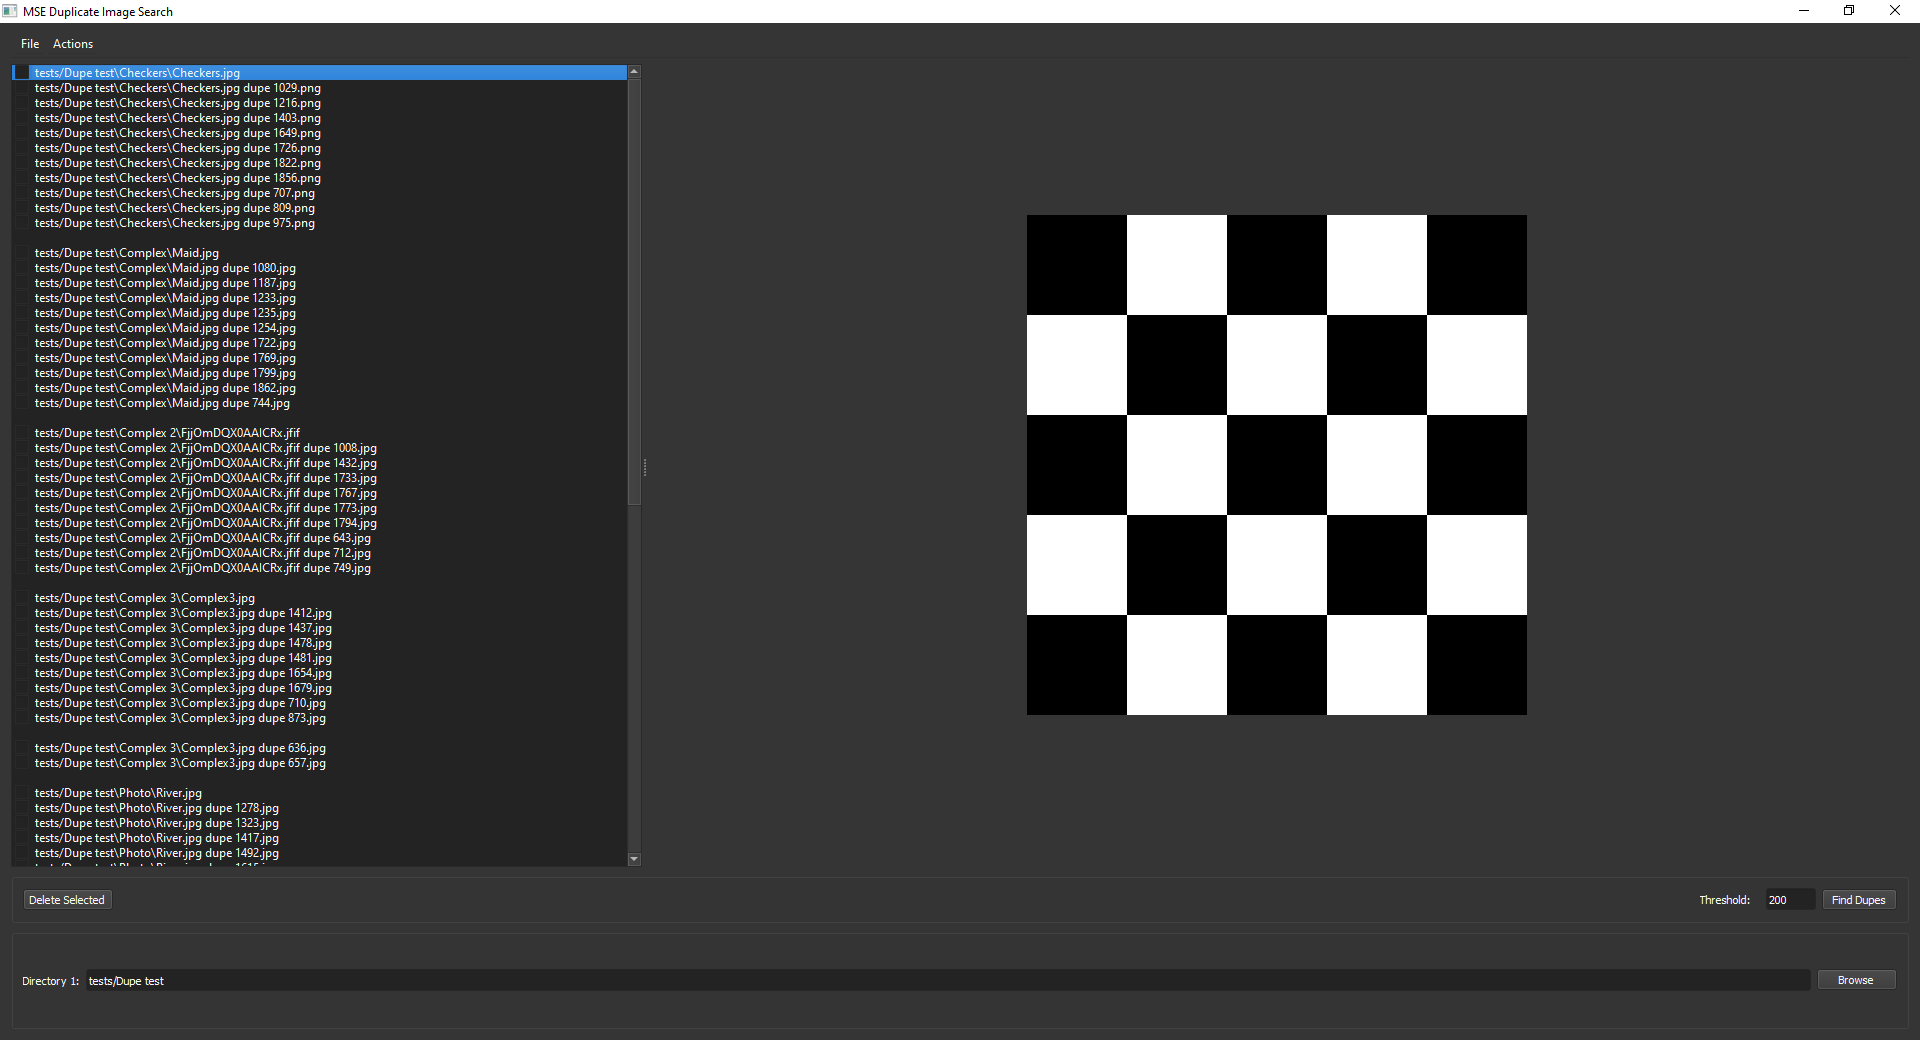 MSE Duplicate Image Search
File Actions
tests/Dupe test\Checkers\Checkers.jpg
tests/Dupe test\Checkers\Checkers.jpg dupe 1029.png
tests/Dupe test\Checkers\Checkers.jpg dupe 1216.png
tests/Dupe test\Checkers\Checkers.jpg dupe 1403.png
tests/Dupe test\Checkers\Checkers.jpg dupe 1649.png
tests/Dupe test\Checkers\Checkers.jpg dupe 1726.png
tests/Dupe test\Checkers\Checkers.jpg dupe 1822.png
tests/Dupe test\Checkers\Checkers.jpg dupe 1856.png
tests/Dupe test\Checkers\Checkers.jpg dupe 707.png
tests/Dupe test\Checkers\Checkers.jpg dupe 809.png
tests/Dupe test\Checkers\Checkers.jpg dupe 975.png
tests/Dupe test\Complex\Maid.jpg
tests/Dupe test\Complex\Maid.jpg dupe 1080.jpg
tests/Dupe test\Complex\Maid.jpg dupe 1187.jpg
tests/Dupe test\Complex\Maid.jpg dupe 1233.jpg
tests/Dupe test\Complex\Maid.jpg dupe 1235.jpg
tests/Dupe test\Complex\Maid.jpg dupe 1254.jpg
tests/Dupe test\Complex\Maid.jpg dupe 1722.jpg
tests/Dupe test\Complex\Maid.jpg dupe 1769.jpg
tests/Dupe test\Complex\Maid.jpg dupe 1799.jpg
tests/Dupe test\Complex\Maid.jpg dupe 1862.jpg
tests/Dupe test\Complex\Maid.jpg dupe 744.jpg
tests/Dupe test\Complex 2\FjjOmDQX0AAICRx.jfif
tests/Dupe test\Complex 2\FjjOmDQX0AAICRx.jfif dupe 1008.jpg
tests/Dupe test\Complex 2\FjjOmDQX0AAICRx.jfif dupe 1432.jpg
tests/Dupe test\Complex 2\FjjOmDQX0AAICRx.jfif dupe 1733.jpg
tests/Dupe test\Complex 2\FjjOmDQX0AAICRx.jfif dupe 1767.jpg
tests/Dupe test\Complex 2\FjjOmDQX0AAICRx.jfif dupe 1773.jpg
tests/Dupe test\Complex 2\FjjOmDQX0AAICRx.jfif dupe 1794.jpg
tests/Dupe test\Complex 2\FjjOmDQX0AAICRx.jfif dupe 643.jpg
tests/Dupe test\Complex 2\FjjOmDQX0AAICRx.jfif dupe 712.jpg
tests/Dupe test\Complex 2\FjjOmDQX0AAICRx.jfif dupe 749.jpg
tests/Dupe test\Complex 3\Complex3.jpg
tests/Dupe test\Complex 3\Complex3.jpg dupe 1412.jpg
tests/Dupe test\Complex 3\Complex3.jpg dupe 1437.jpg
tests/Dupe test\Complex 3\Complex3.jpg dupe 1478.jpg
tests/Dupe test\Complex 3\Complex3.jpg dupe 1481.jpg
tests/Dupe test\Complex 3\Complex3.jpg dupe 1654.jpg
tests/Dupe test\Complex 3\Complex3.jpg dupe 1679.jpg
tests/Dupe test\Complex 3\Complex3.jpg dupe 710.jpg
tests/Dupe test\Complex 3\Complex3.jpg dupe 873.jpg
tests/Dupe test\Complex 3\Complex3.jpg dupe 636.jpg
tests/Dupe test\Complex 3\Complex3.jpg dupe 657.jpg
tests/Dupe test\Photo\River.jpg
tests/Dupe test\Photo\River.jpg dupe 1278.jpg
tests/Dupe test\Photo\River.jpg dupe 1323.jpg
tests/Dupe test\Photo\River.jpg dupe 1417.jpg
tests/Dupe test\Photo\River.jpg dupe 1492.jpg
Delete Selected
Threshold: 200 Find Dupes
Directory 1: tests/Dupe test Browse